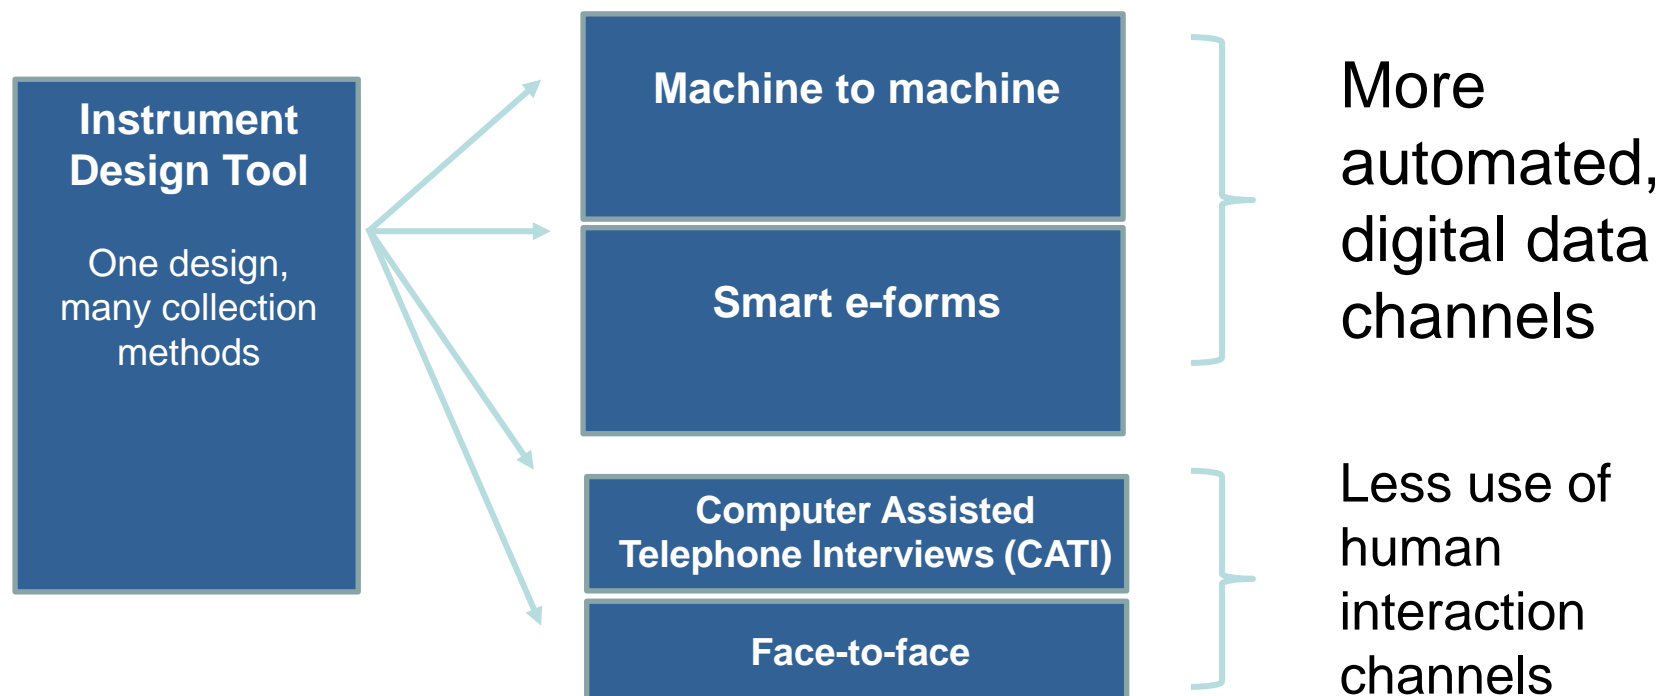 Instrument
Design Tool
One design,
many collection
methods
Machine to machine
Smart e-forms
Computer Assisted
Telephone Interviews (CATI)
Face-to-face
More
automated,
digital data
channels
Less use of
human
interaction
channels